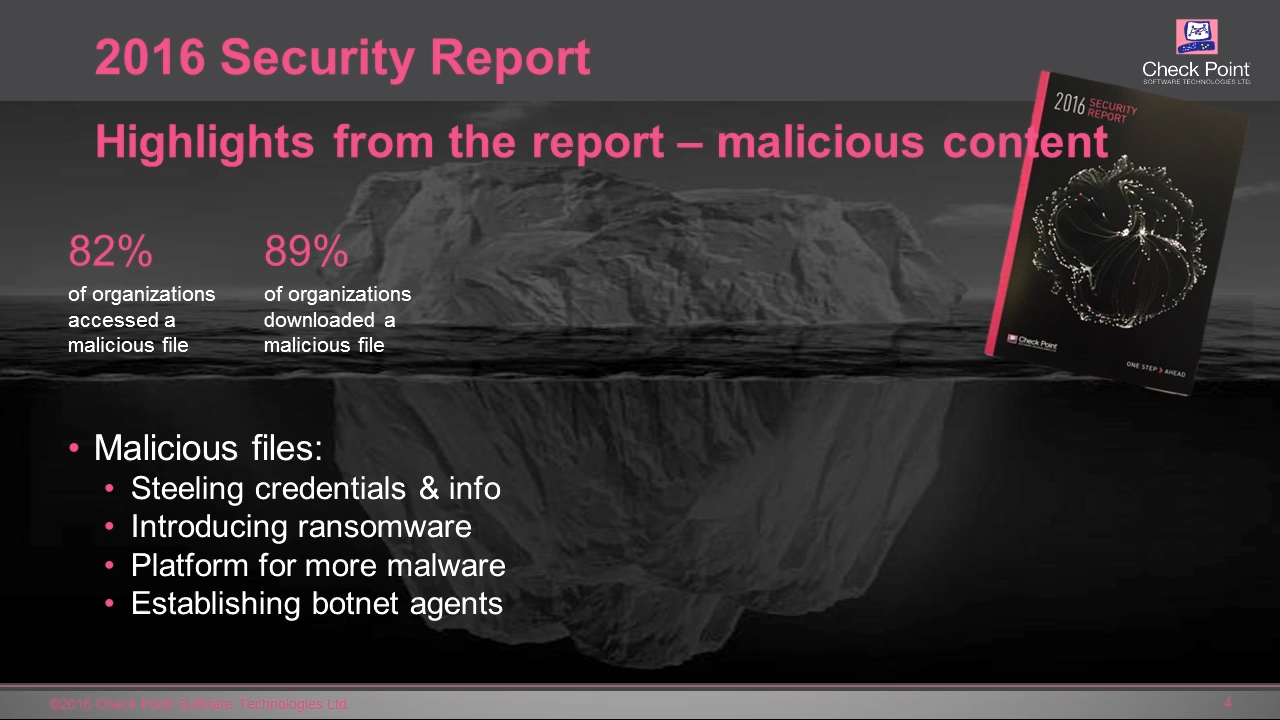 2016 Security Report
Check Point
SOFTWARE TECHNOLOGIES LTD.
Highlights from the report – malicious content
2016 SECURITY
REPORT
82%
of organizations
accessed a
malicious file
89%
of organizations
downloaded a
malicious file
Check Point
ONE STEP > AHEAD
• Malicious files:
• Steeling credentials & info
• Introducing ransomware
• Platform for more malware
• Establishing botnet agents
©2016 Check Point Software Technologies Ltd.
4